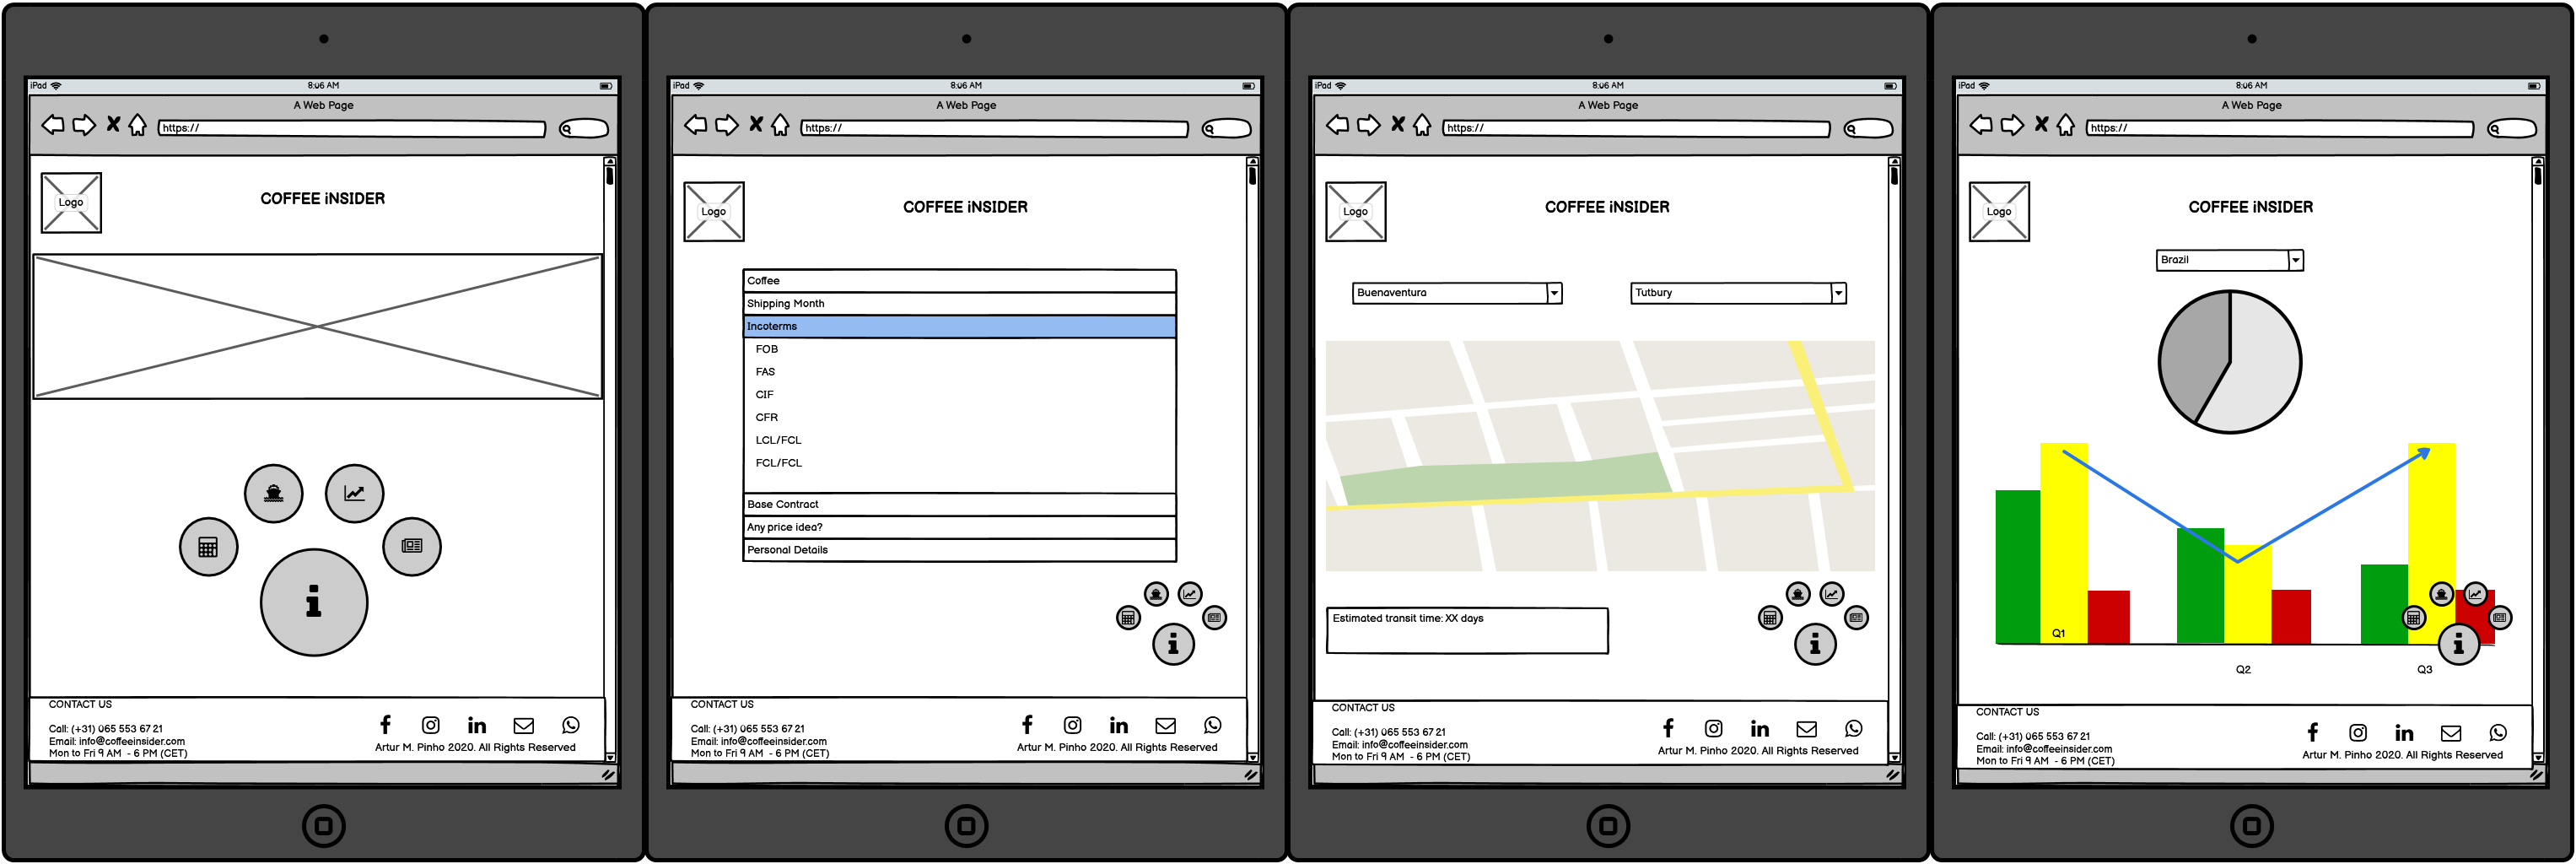 iPad
8:06 AM
A Web Page
https://
Logo
COFFEE iNSIDER
i
CONTACT US
Call: (+31) 065 553 67 21
Email: info@coffeeinsider.com
Mon to Fri 9 AM - 6 PM (CET)
Artur M. Pinho 2020. All Rights Reserved
iPad
8:06 AM
A Web Page
https://
Logo
COFFEE iNSIDER
Coffee
Shipping Month
Incoterms
FOB
FAS
CIF
CFR
LCL/FCL
FCL/FCL
Base Contract
Any price idea?
Personal Details
i
CONTACT US
Call: (+31) 065 553 67 21
Email: info@coffeeinsider.com
Mon to Fri 9 AM - 6 PM (CET)
Artur M. Pinho 2020. All Rights Reserved
iPad
8:06 AM
A Web Page
https://
Logo
COFFEE iNSIDER
Buenaventura
Tutbury
Estimated transit time: XX days
i
CONTACT US
Call: (+31) 065 553 67 21
Email: info@coffeeinsider.com
Mon to Fri 9 AM - 6 PM (CET)
Artur M. Pinho 2020. All Rights Reserved
iPad
8:06 AM
A Web Page
https://
Logo
COFFEE iNSIDER
Brazil
Q1
Q2
Q3
i
CONTACT US
Call: (+31) 065 553 67 21
Email: info@coffeeinsider.com
Mon to Fri 9 AM - 6 PM (CET)
Artur M. Pinho 2020. All Rights Reserved